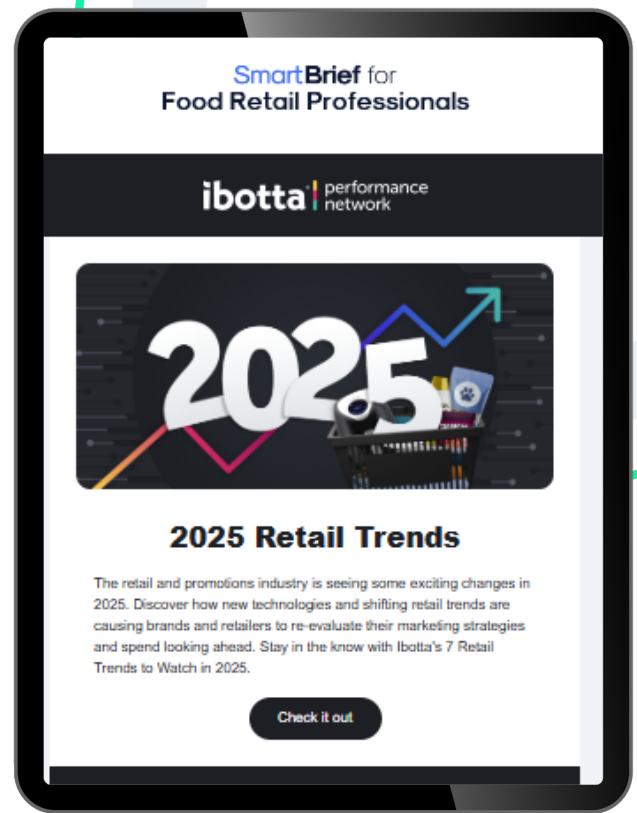 SmartBrief for
Food Retail Professionals
ibotta performance
network
2025
2025 Retail Trends
The retail and promotions industry is seeing some exciting changes in
2025. Discover how new technologies and shifting retail trends are
causing brands and retailers to re-evaluate their marketing strategies
and spend looking ahead. Stay in the know with Ibotta's 7 Retail
Trends to Watch in 2025.
Check it out